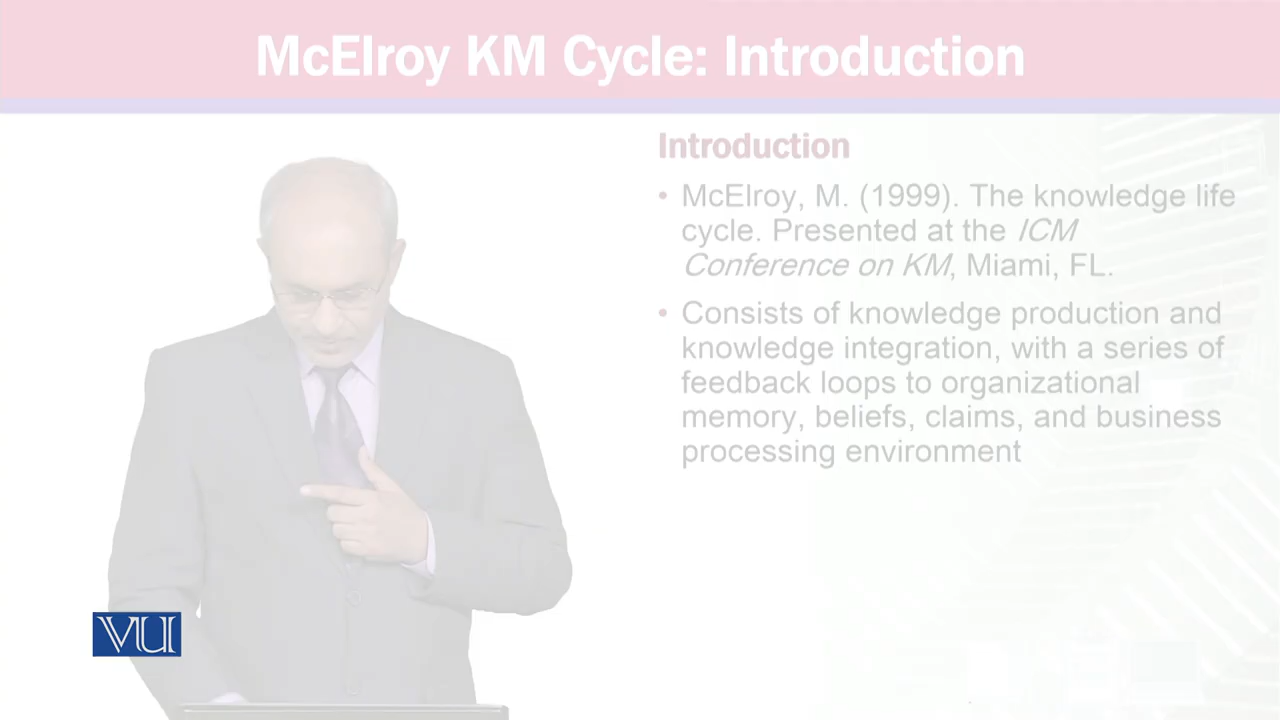 McElroy KM Cycle: Introduction
Introduction
• McElroy, M. (1999). The knowledge life
cycle. Presented at the ICM
Conference on KM, Miami, FL.
• Consists of knowledge production and
knowledge integration, with a series of
feedback loops to organizational
memory, beliefs, claims, and business
processing environment
VU